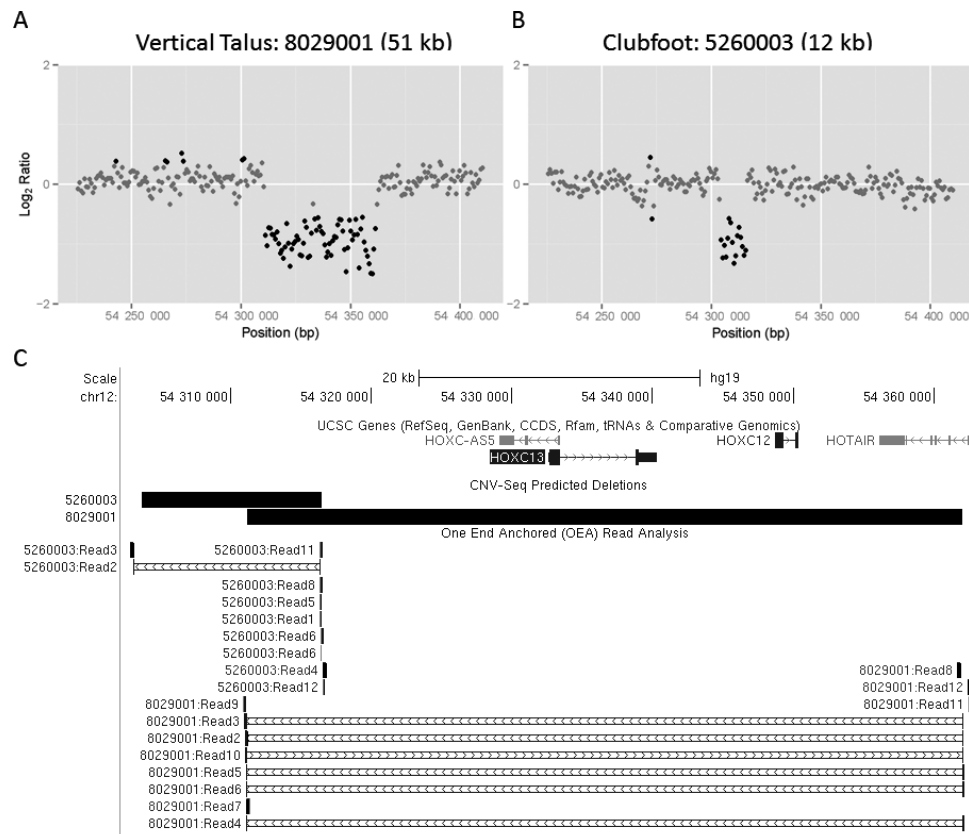 A
Vertical Talus: 8029001 (51 kb)
B
Clubfoot: 5260003 (12 kb)
2
0
−2
Log2 Ratio
54 250 000
54 300 000
54 350 000
54 400 000
Position (bp)
2
0
−2
54 250 000
54 300 000
54 350 000
54 400 000
Position (bp)
C
Scale
20 kb
hg19
chr12:
54 310 000
54 320 000
54 330 000
54 340 000
54 350 000
54 360 000
UCSC Genes (RefSeq, GenBank, CCDS, Rfam, tRNAs & Comparative Genomics)
HOXC-AS5
HOXC12
HOTAIR
HOXC13
CNV-Seq Predicted Deletions
5260003
8029001
One End Anchored (OEA) Read Analysis
5260003:Read3
5260003:Read11
5260003:Read2
5260003:Read8
5260003:Read5
5260003:Read1
5260003:Read6
5260003:Read6
5260003:Read4
8029001:Read8
5260003:Read12
8029001:Read12
8029001:Read9
8029001:Read11
8029001:Read3
8029001:Read2
8029001:Read10
8029001:Read5
8029001:Read6
8029001:Read7
8029001:Read4